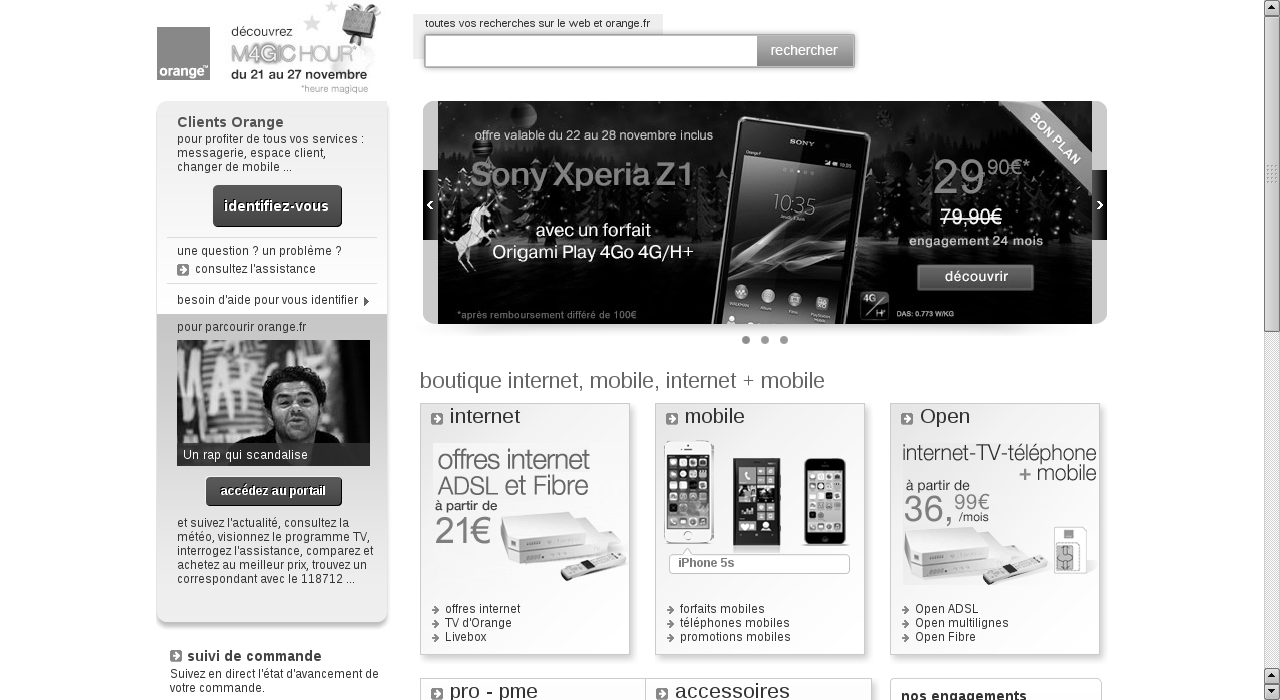 découvrez
M4GIC HOUR*
du 21 au 27 novembre
*heure magique
orange™
toutes vos recherches sur le web et orange.fr
rechercher
Clients Orange
pour profiter de tous vos services :
messagerie, espace client,
changer de mobile ...
identifiez-vous
une question ? un problème ?
consultez l'assistance
besoin d'aide pour vous identifier
pour parcourir orange.fr
Un rap qui scandalise
accédez au portail
et suivez l'actualité, consultez la
météo, visionnez le programme TV,
interrogez l'assistance, comparez et
achetez au meilleur prix, trouvez un
correspondant avec le 118712 ...
suivi de commande
Suivez en direct l'état d'avancement de
votre commande.
offre valable du 22 au 28 novembre inclus
Sony Xperia Z1
avec un forfait
Origami Play 4Go 4G/H+
*après remboursement différé de 100€
SONY
10:35
BON PLAN
29,90€*
79,90€
engagement 24 mois
découvrir
4G
H+
DAS: 0.773 W/KG
boutique internet, mobile, internet + mobile
internet
offres internet
ADSL et Fibre
à partir de
21€
offres internet
TV d'Orange
Livebox
mobile
iPhone 5s
forfaits mobiles
téléphones mobiles
promotions mobiles
Open
internet-TV-téléphone
+ mobile
à partir de
36,99€
/mois
Open ADSL
Open multilignes
Open Fibre
pro - pme
accessoires
nos engagements